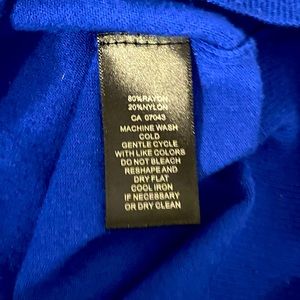 80%RAYON
20%NYLON
CA 07043
MACHINE WASH
COLD
GENTLE CYCLE
WITH LIKE COLORS
DO NOT BLEACH
RESHAPE AND
DRY FLAT
COOL IRON
IF NECESSARY
OR DRY CLEAN